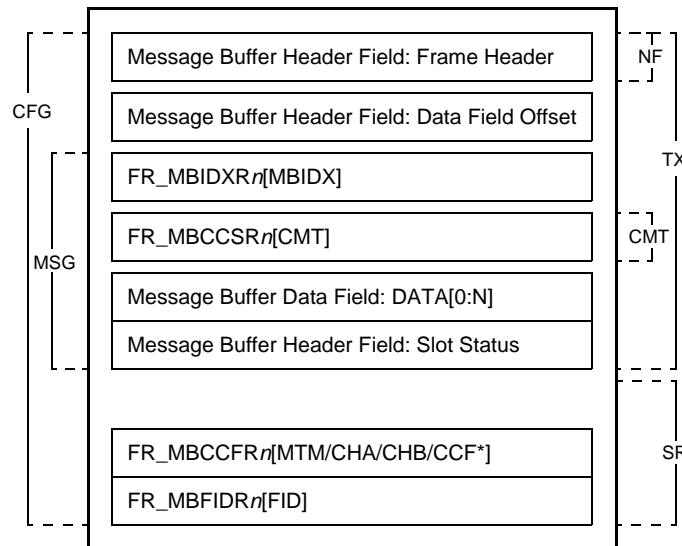 Message Buffer Header Field: Frame Header
NF
CFG
Message Buffer Header Field: Data Field Offset
TX
FR_MBIDXRn[MBIDX]
FR_MBCCSRn[CMT]
CMT
MSG
Message Buffer Data Field: DATA[0:N]
Message Buffer Header Field: Slot Status
FR_MBCCFRn[MTM/CHA/CHB/CCF*]
SR
FR_MBFIDRn[FID]